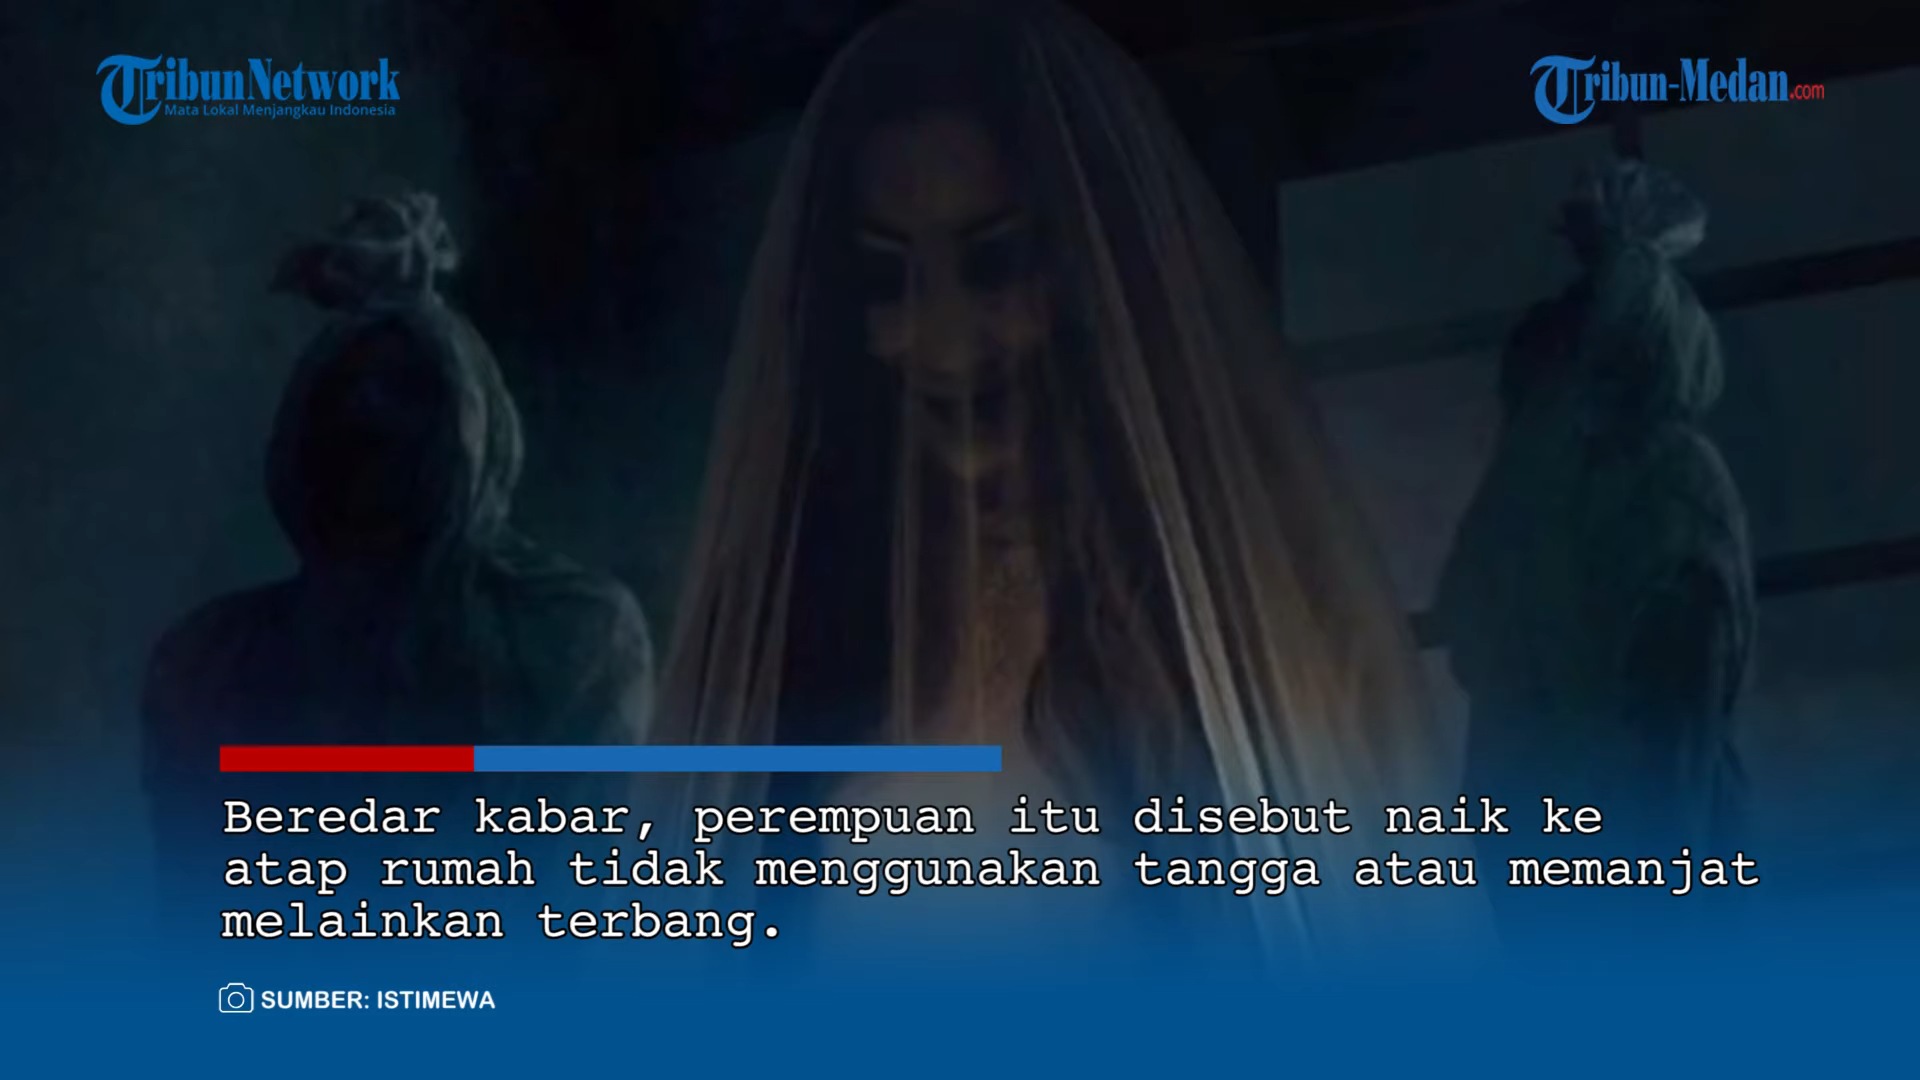 TribunNetwork
Mata Lokal Menjangkau Indonesia
Tribun-Medan.com
Beredar kabar, perempuan itu disebut naik ke
atap rumah tidak menggunakan tangga atau memanjat
melainkan terbang.
SUMBER: ISTIMEWA